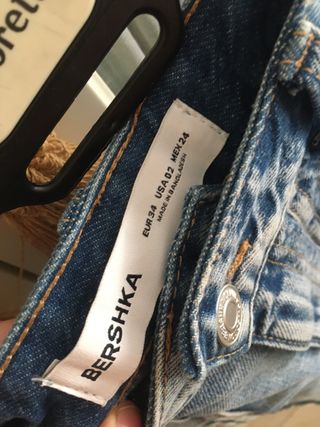 BERSHKA
EUR 34 USA 02 MEX 24
MADE IN BANGLADESH